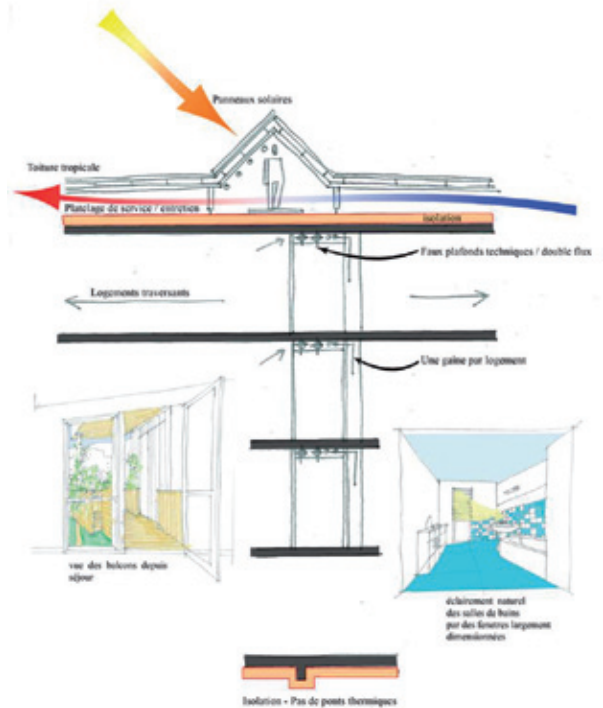 Panneaux solaires
Toiture tropicale
Platelage de service / entretien
isolation
Faux plafonds techniques / double flux
Logements traversants
Une gaine par logement
vue des balcons depuis
séjour
éclairement naturel
des salles de bains
par des fenetres largement
dimensionnées
Isolation - Pas de ponts thermiques